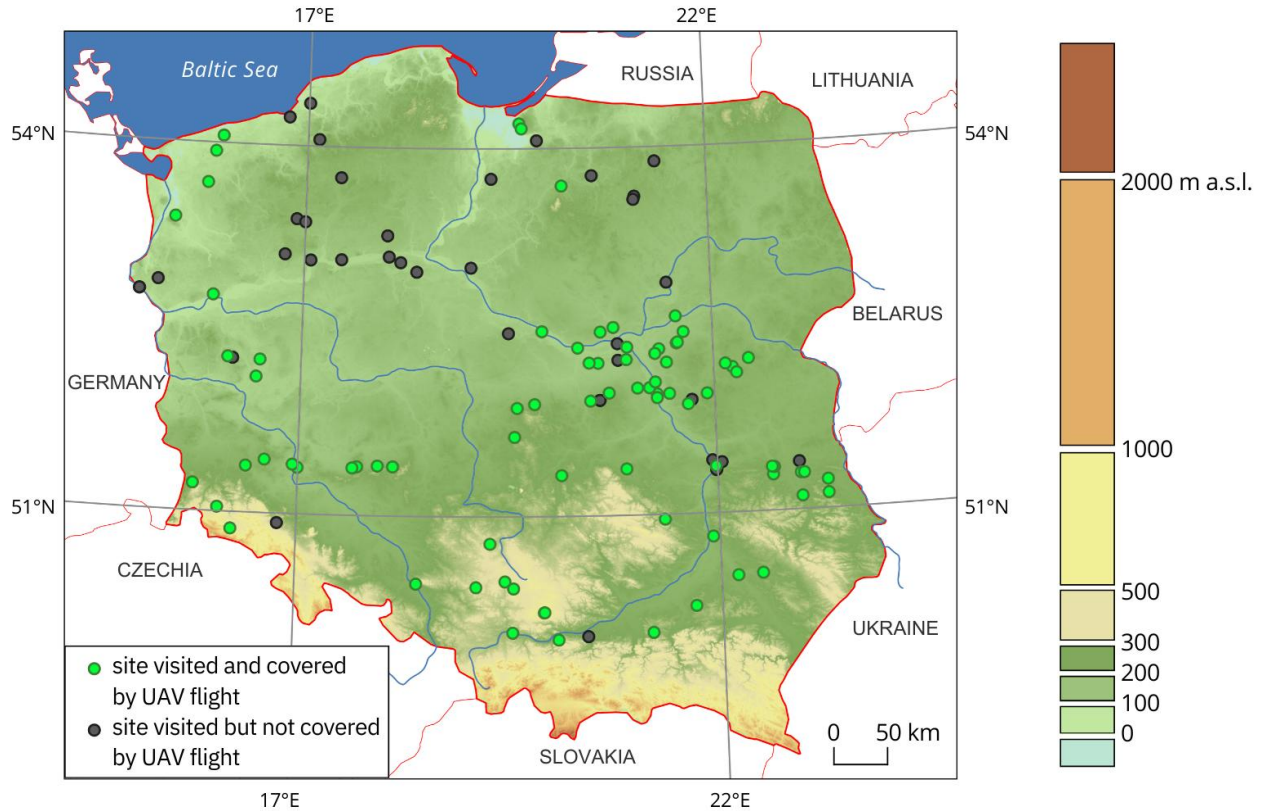 17°E
22°E
Baltic Sea
RUSSIA
LITHUANIA
54°N
54°N
2000 m a.s.l.
BELARUS
GERMANY
1000
51°N
51°N
CZECHIA
500
UKRAINE
300
site visited and covered
by UAV flight
200
100
site visited but not covered
by UAV flight
0
0
50 km
SLOVAKIA
17°E
22°E